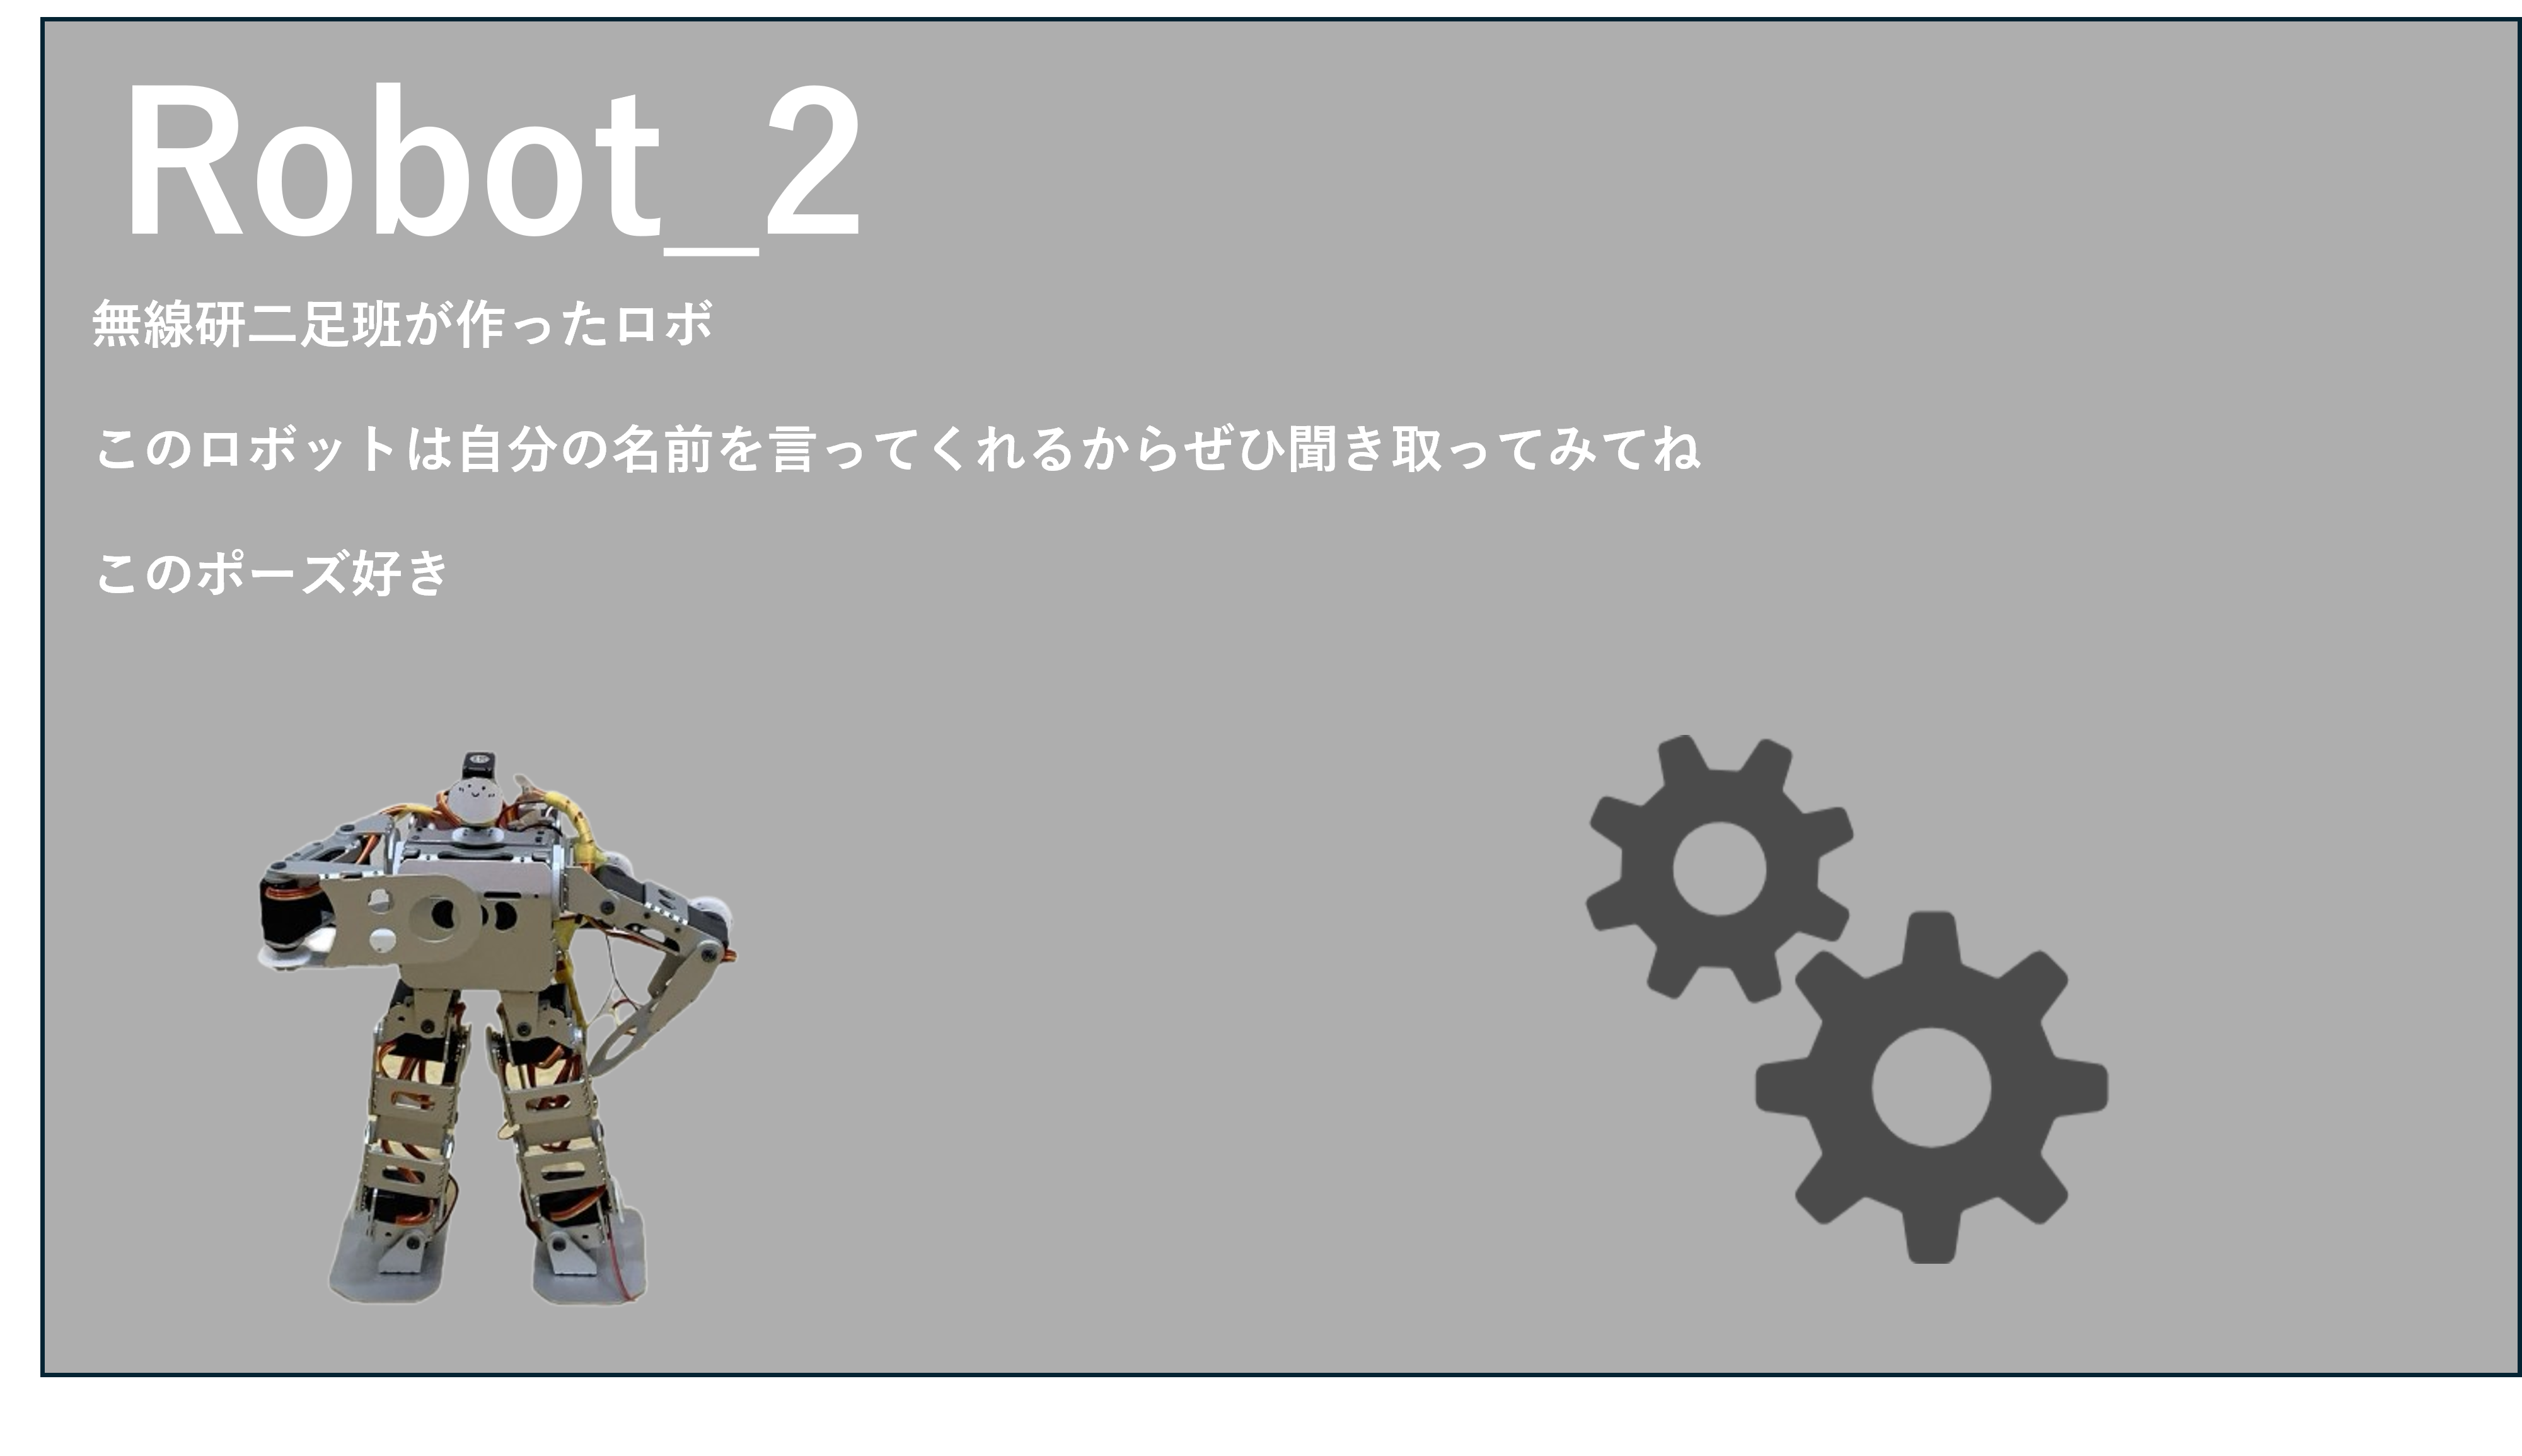 Robot_2
無線研二足班が作ったロボ
このロボットは自分の名前を言ってくれるからぜひ聞き取ってみてね
このポーズ好き